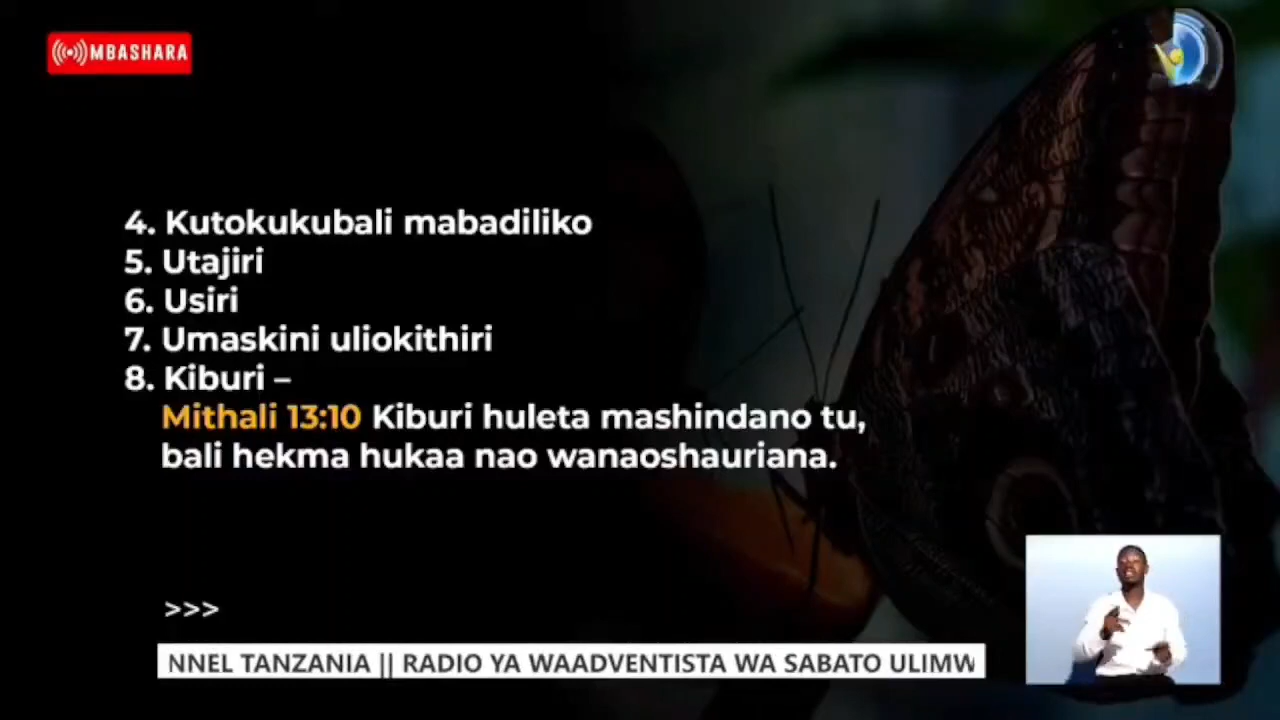 MBASHARA
4. Kutokukubali mabadiliko
5. Utajiri
6. Usiri
7. Umaskini uliokithiri
8. Kiburi –
Mithali 13:10 Kiburi huleta mashindano tu,
bali hekma hukaa nao wanaoshauriana.
>>>
NNEL TANZANIA || RADIO YA WAADVENTISTA WA SABATO ULIMW